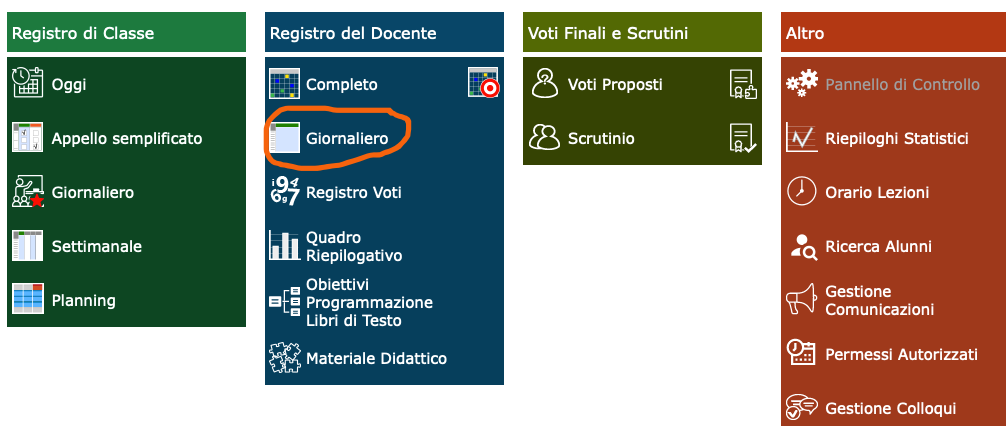 Registro di Classe
Oggi
Appello semplificato
Giornaliero
Settimanale
Planning
Registro del Docente
Completo
Giornaliero
Registro Voti
Quadro
Riepilogativo
Obiettivi
Programmazione
Libri di Testo
Materiale Didattico
Voti Finali e Scrutini
Voti Proposti
Scrutinio
Altro
Pannello di Controllo
Riepiloghi Statistici
Orario Lezioni
Ricerca Alunni
Gestione
Comunicazioni
Permessi Autorizzati
Gestione Colloqui